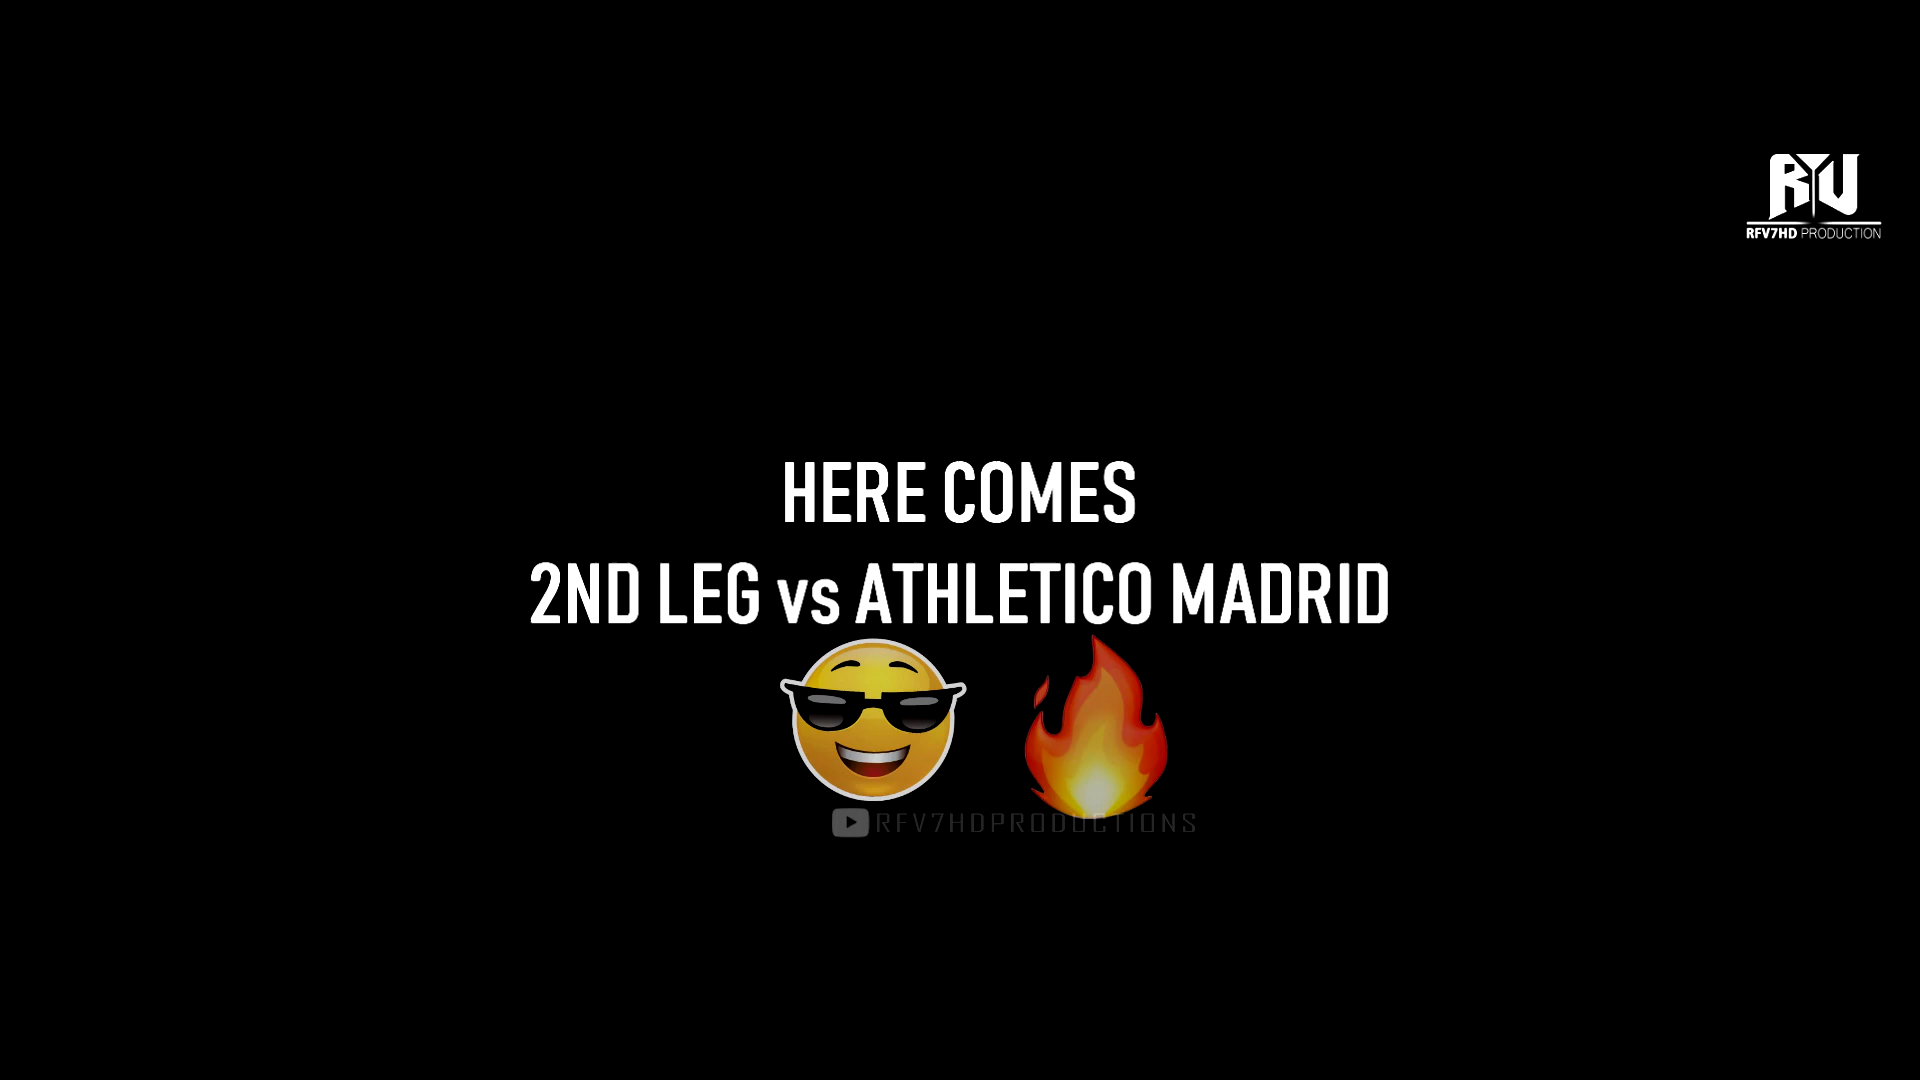 RFV7HD PRODUCTION
HERE COMES
2ND LEG vs ATHLETICO MADRID
RFV7HDPRODUCTIONS